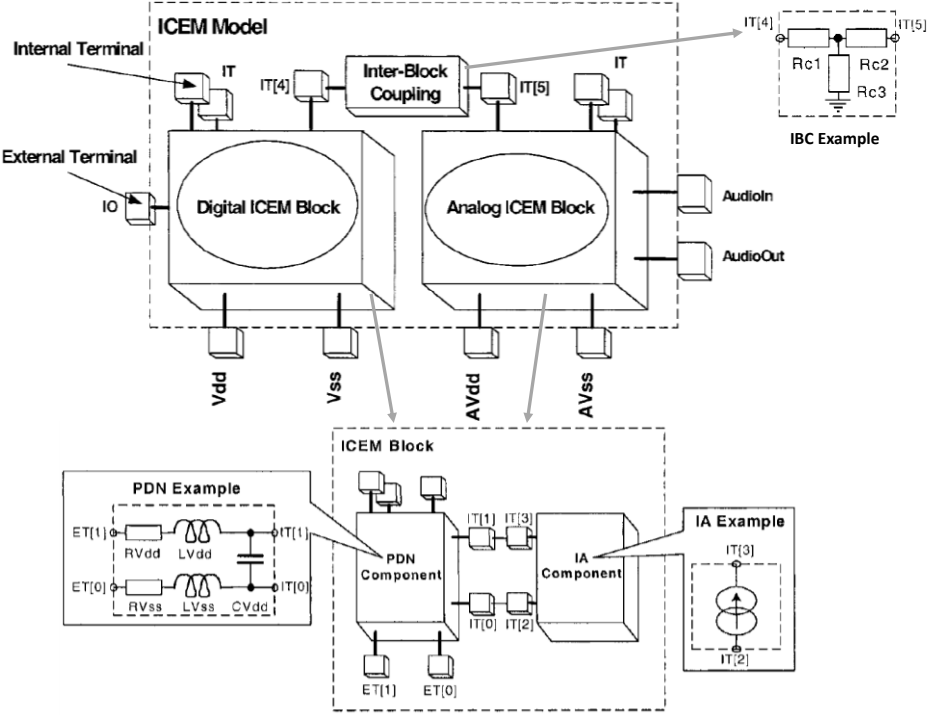 ICEM Model
Internal Terminal
IT
IT[4]
Inter-Block
Coupling
IT[5]
IT
IT[4]
IT[5]
Rc1
Rc2
Rc3
IBC Example
External Terminal
IO
Digital ICEM Block
Analog ICEM Block
AudioIn
AudioOut
Vdd
Vss
AVdd
AVss
ICEM Block
PDN Example
ET[1]
RVdd
LVdd
IT[1]
ET[0]
RVss
LVss
CVdd
IT[0]
PDN
Component
IT[1]
IT[3]
IA
Component
IT[0]
IT[2]
ET[1]
ET[0]
IA Example
IT[3]
IT[2]